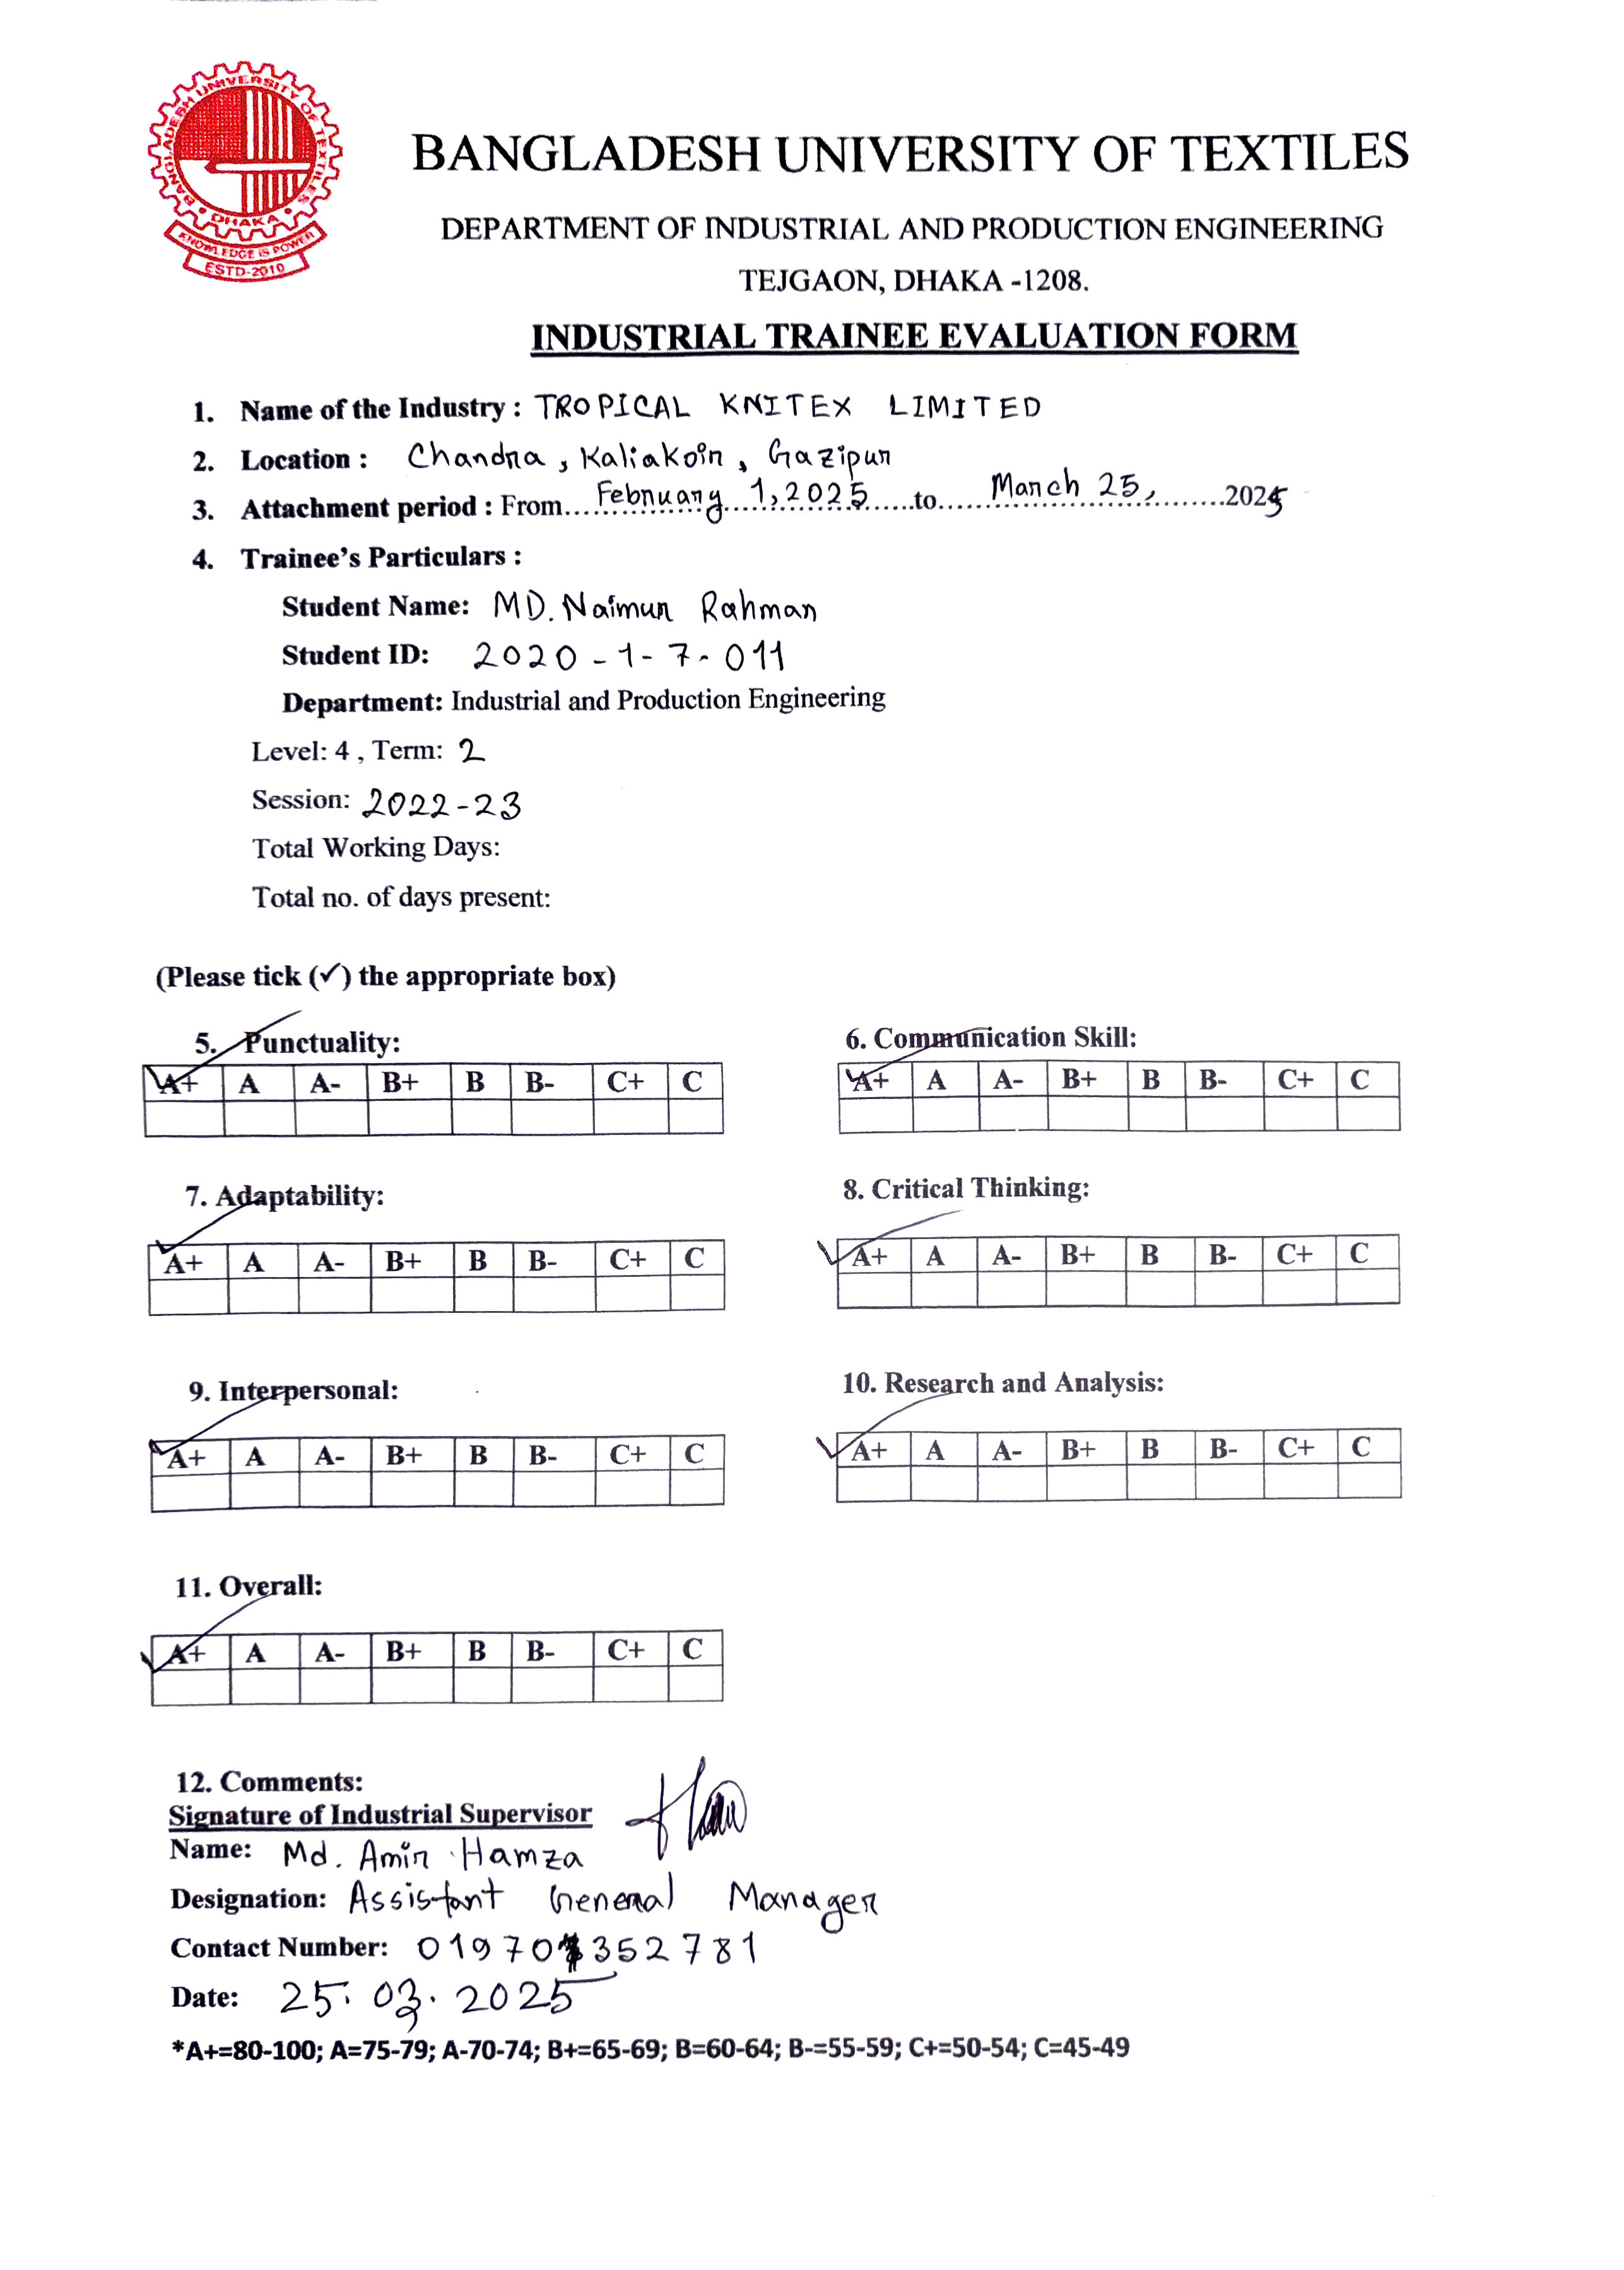 BANGLADESH UNIVERSITY OF TEXTILES
DHAKA
KNOWLEDGE IS POWER
ESTD-2010
BANGLADESH UNIVERSITY OF TEXTILES
DEPARTMENT OF INDUSTRIAL AND PRODUCTION ENGINEERING
TEJGAON, DHAKA -1208.
INDUSTRIAL TRAINEE EVALUATION FORM
1. Name of the Industry : TROPICAL KNITEX LIMITED
2. Location : Chandra, Kaliakoir, Gazipur
3. Attachment period : From February 1, 2025 to March 25, 2025
4. Trainee's Particulars :
Student Name: MD. Naimur Rahman
Student ID: 2020-1-7-011
Department: Industrial and Production Engineering
Level: 4 , Term: 2
Session: 2022-23
Total Working Days:
Total no. of days present:
(Please tick (✓) the appropriate box)
5. Punctuality:
A+ A A- B+ B B- C+ C
6. Communication Skill:
A+ A A- B+ B B- C+ C
7. Adaptability:
A+ A A- B+ B B- C+ C
8. Critical Thinking:
A+ A A- B+ B B- C+ C
9. Interpersonal:
A+ A A- B+ B B- C+ C
10. Research and Analysis:
A+ A A- B+ B B- C+ C
11. Overall:
A+ A A- B+ B B- C+ C
12. Comments:
Signature of Industrial Supervisor
Name: Md. Amir Hamza
Designation: Assistant General Manager
Contact Number:
Date: 25.03.2025
*A+=80-100; A=75-79; A-70-74; B+=65-69; B=60-64; B-=55-59; C+=50-54; C=45-49